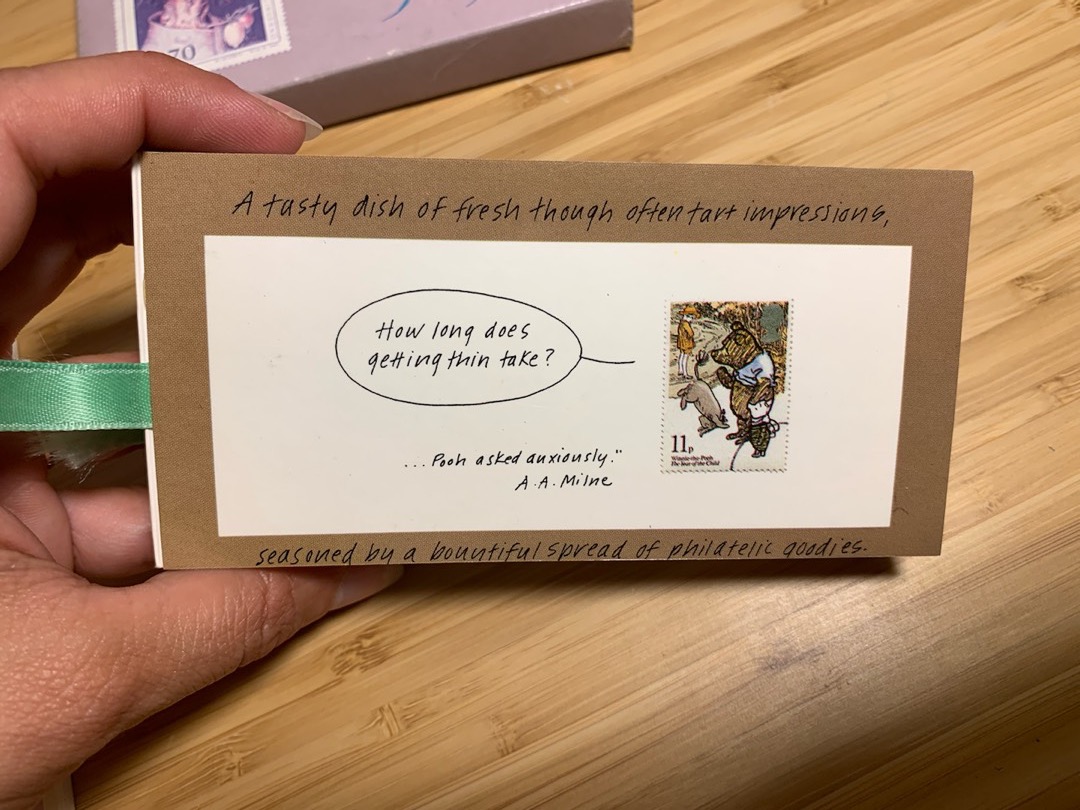 70
A tasty dish of fresh though often tart impressions,
How long does
getting thin take?
...Pooh asked anxiously."
A.A. Milne
11p
Winnie-the-Pooh
The Year of the Child
seasoned by a bountiful spread of philatelic goodies.